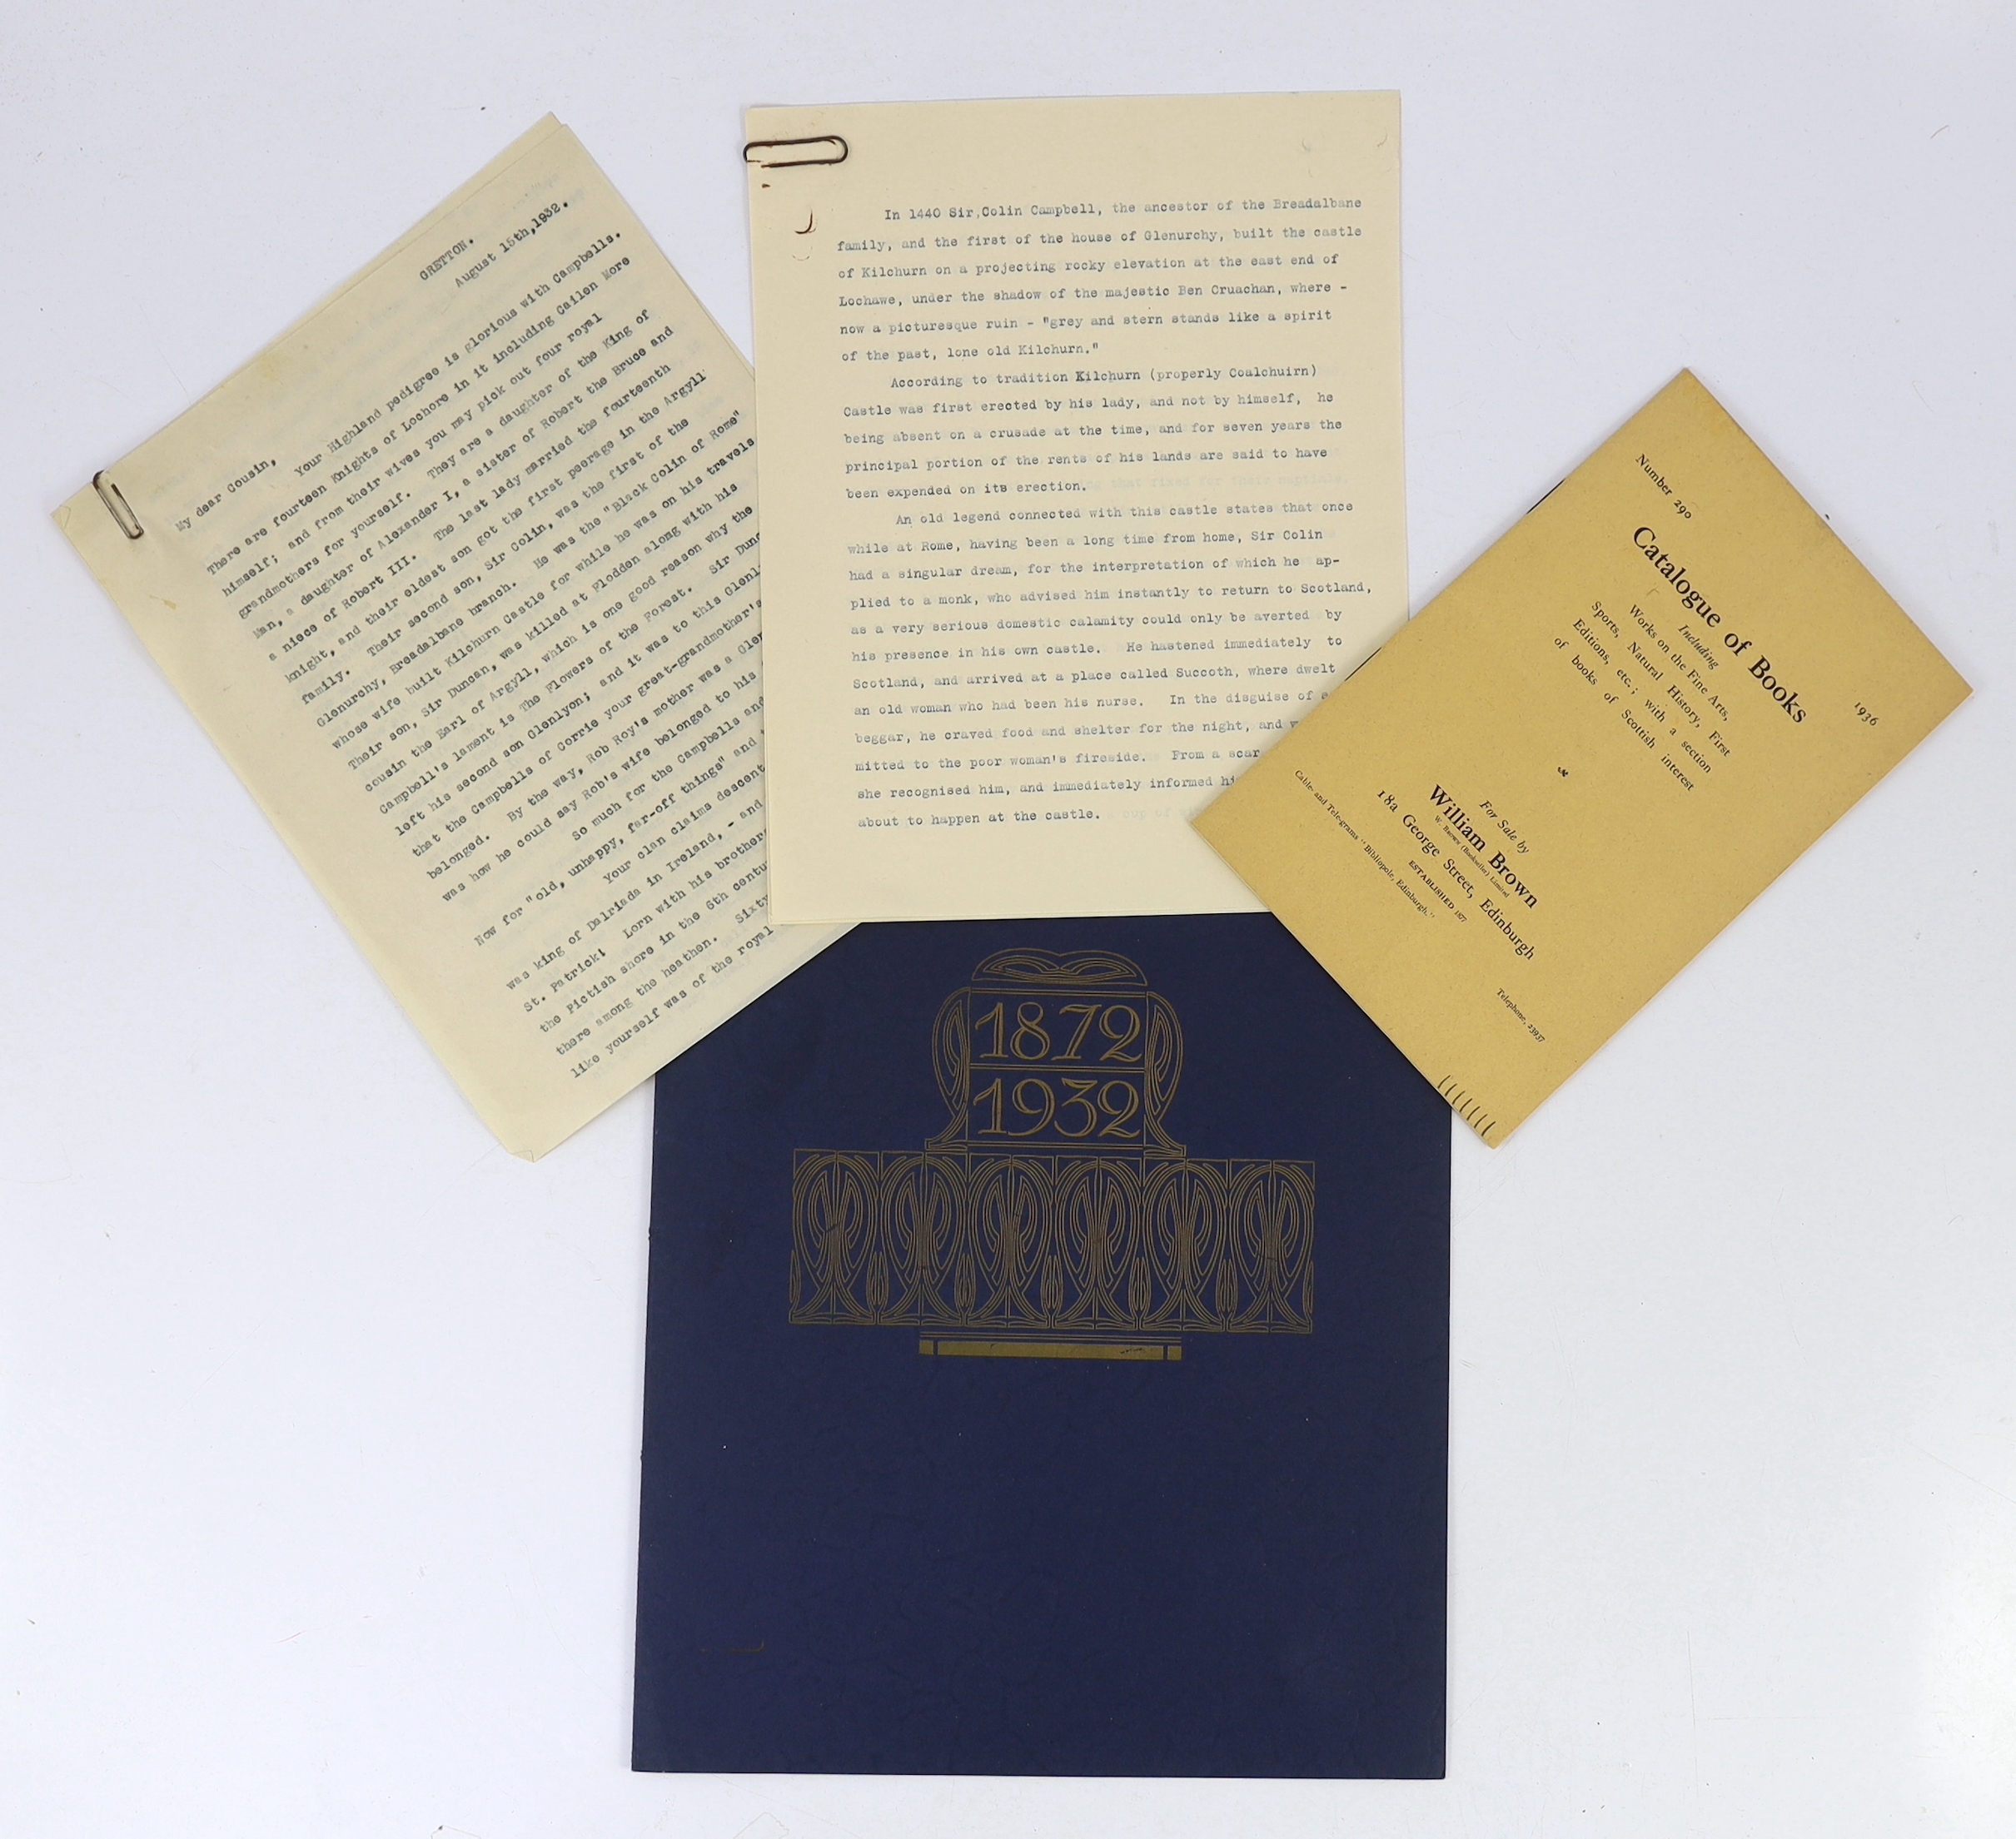 GRETTON.
August 15th,1932.
My dear Cousin,
Your Highland pedigree is glorious with Campbells.
There are fourteen Knights of Lochore in it including Cailen More
himself; and from their wives you may pick out four royal
grandmothers for yourself. They are a daughter of the King of
Man, a daughter of Alexander I, a sister of Robert the Bruce and
a niece of Robert III. The last lady married the fourteenth
knight, and their eldest son got the first peerage in the Argyll
family. Their second son, Sir Colin, was the first of the
Glenurchy, Breadalbane branch. He was the "Black Colin of Rome"
whose wife built Kilchurn Castle for while he was on his travels
Their son, Sir Duncan, was killed at Flodden along with his
cousin the Earl of Argyll, which is one good reason why the
Campbell's lament is The Flowers of the Forest. Sir Dunc
left his second son Glenlyon; and it was to this Glenl
that the Campbells of Corrie your great-grandmother's
belonged. By the way, Rob Roy's mother was a Glen
was how he could say Rob's wife belonged to his
So much for the Campbells and
Now for "old, unhappy, far-off things" and
Your clan claims descent
was king of Dalriada in Ireland, - and
St. Patrick! Lorn with his brothers
the Pictish shore in the 6th centu
there among the heathen. Sixty
like yourself was of the royal
In 1440 Sir,Colin Campbell, the ancestor of the Breadalbane
family, and the first of the house of Glenurchy, built the castle
of Kilchurn on a projecting rocky elevation at the east end of
Lochawe, under the shadow of the majestic Ben Cruachan, where -
now a picturesque ruin - "grey and stern stands like a spirit
of the past, lone old Kilchurn."
According to tradition Kilchurn (properly Coalchuirn)
Castle was first erected by his lady, and not by himself, he
being absent on a crusade at the time, and for seven years the
principal portion of the rents of his lands are said to have
been expended on its erection.
An old legend connected with this castle states that once
while at Rome, having been a long time from home, Sir Colin
had a singular dream, for the interpretation of which he ap-
plied to a monk, who advised him instantly to return to Scotland,
as a very serious domestic calamity could only be averted by
his presence in his own castle. He hastened immediately to
Scotland, and arrived at a place called Succoth, where dwelt
an old woman who had been his nurse. In the disguise of a
beggar, he craved food and shelter for the night, and
mitted to the poor woman's fireside. From a scar
she recognised him, and immediately informed hi
about to happen at the castle.
Number 290
1936
Catalogue of Books
Including
Works on the Fine Arts,
Sports, Natural History, First
Editions, etc.; with a section
of books of Scottish interest
For Sale by
William Brown
W. Brown (Bookseller) Limited
18a George Street, Edinburgh
ESTABLISHED 1877
Cable- and Tele-grams "Bibliopole, Edinburgh."
Telephone, 23937
1872
1932